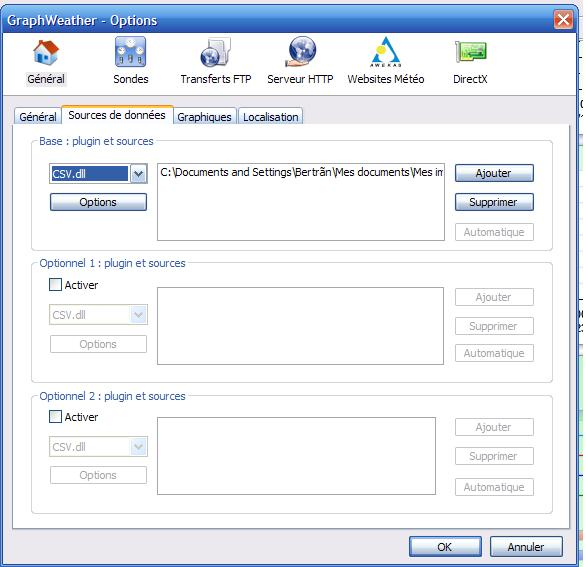 GraphWeather - Options
Général
Sondes
Transferts FTP
Serveur HTTP
AWEKAS
Websites Météo
DirectX
Général
Sources de données
Graphiques
Localisation
Base : plugin et sources
CSV.dll
C:\Documents and Settings\Bertrãn\Mes documents\Mes im
Ajouter
Options
Supprimer
Automatique
Optionnel 1 : plugin et sources
Activer
CSV.dll
Ajouter
Options
Supprimer
Automatique
Optionnel 2 : plugin et sources
Activer
CSV.dll
Ajouter
Options
Supprimer
Automatique
OK
Annuler